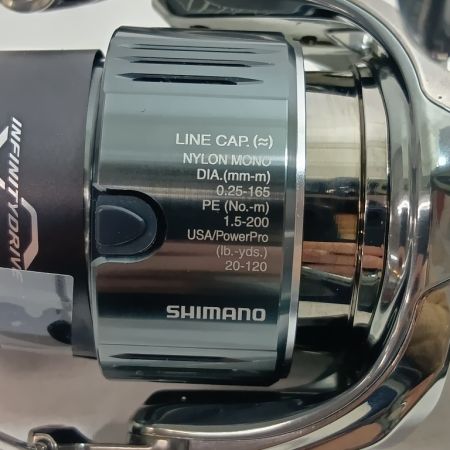 LINE CAP.(≈)
NYLON MONO
DIA.(mm-m)
0.25-165
PE (No.-m)
1.5-200
USA/PowerPro
(lb.-yds.)
20-120
SHIMANO
INFINITYDRIVE